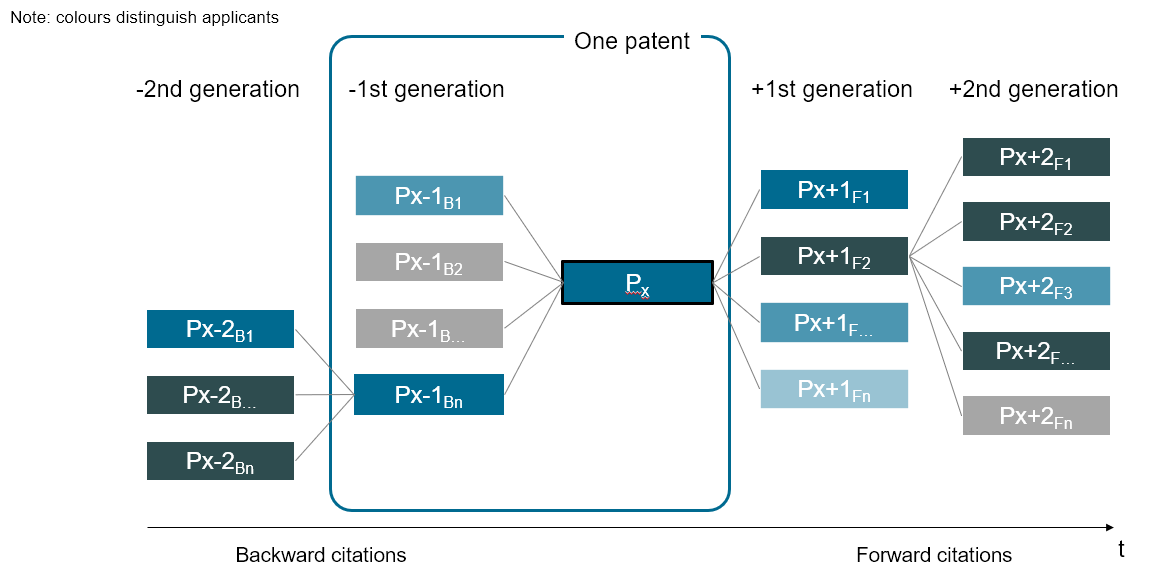 Note: colours distinguish applicants
One patent
-2nd generation
-1st generation
+1st generation
+2nd generation
Px-2B1
Px-2B…
Px-2Bn
Px-1B1
Px-1B2
Px-1B…
Px-1Bn
Px
Px+1F1
Px+1F2
Px+1F…
Px+1Fn
Px+2F1
Px+2F2
Px+2F3
Px+2F…
Px+2Fn
Backward citations
Forward citations
t